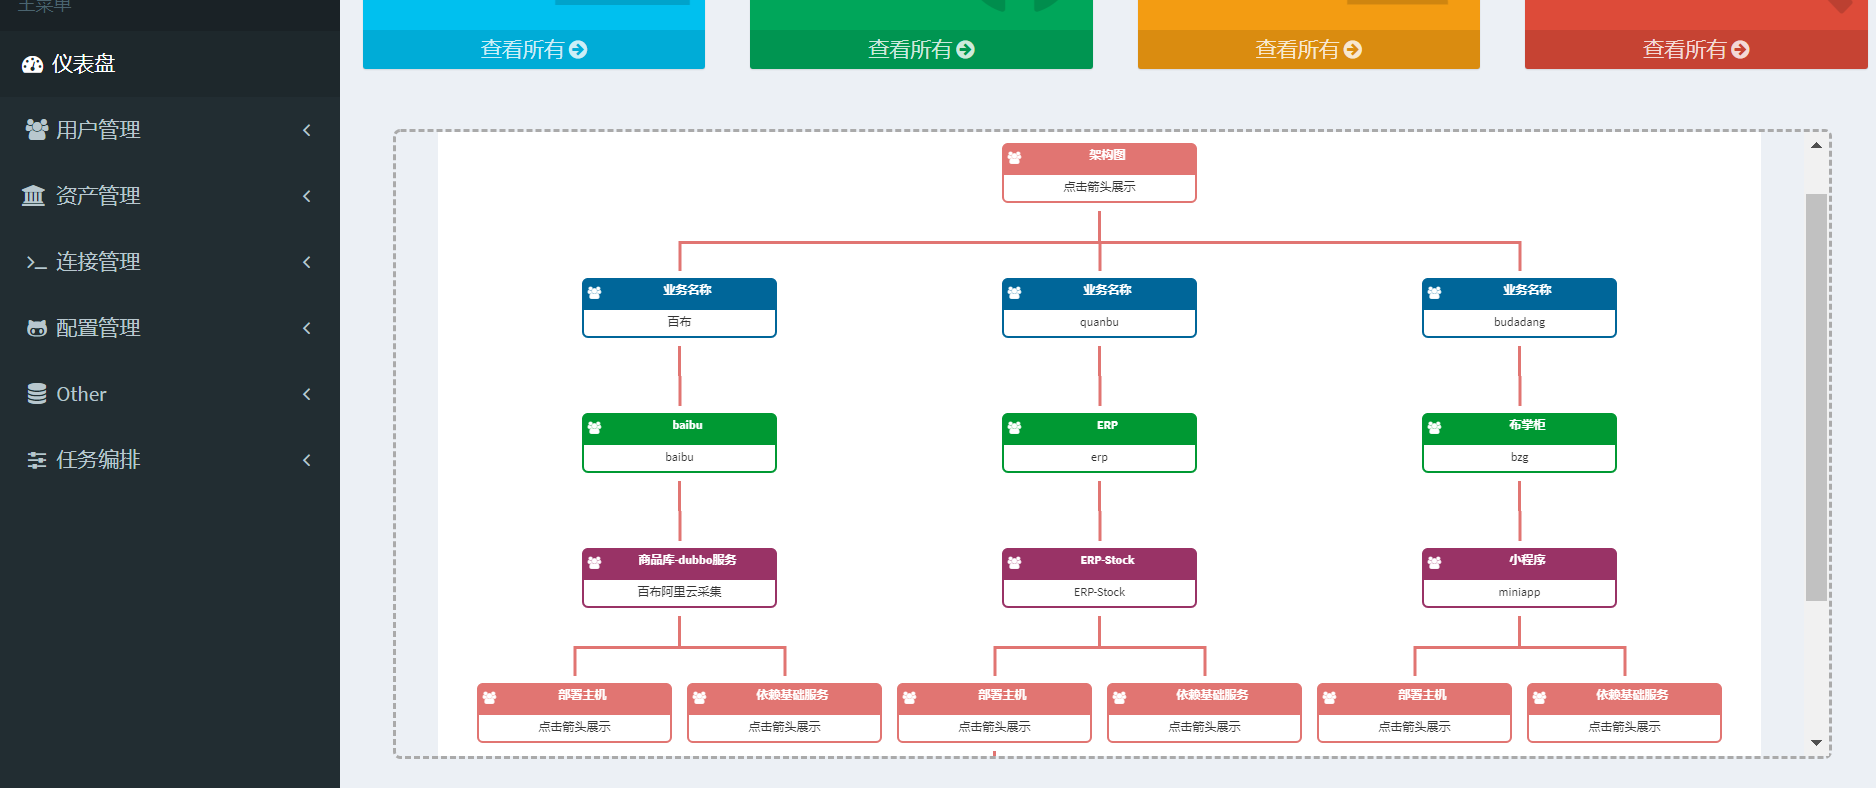 主菜单
仪表盘
用户管理
资产管理
连接管理
配置管理
Other
任务编排
查看所有
查看所有
查看所有
查看所有
架构图
点击箭头展示
业务名称
百布
业务名称
quanbu
业务名称
budadang
baibu
baibu
ERP
erp
布掌柜
bzg
商品库-dubbo服务
百布阿里云采集
ERP-Stock
ERP-Stock
小程序
miniapp
部署主机
点击箭头展示
依赖基础服务
点击箭头展示
部署主机
点击箭头展示
依赖基础服务
点击箭头展示
部署主机
点击箭头展示
依赖基础服务
点击箭头展示